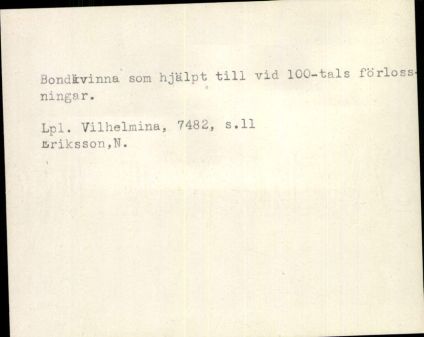 Bondkvinna som hjälpt till vid 100-tals förloss-
ningar.
Lpl. Vilhelmina, 7482, s.11
Eriksson,N.